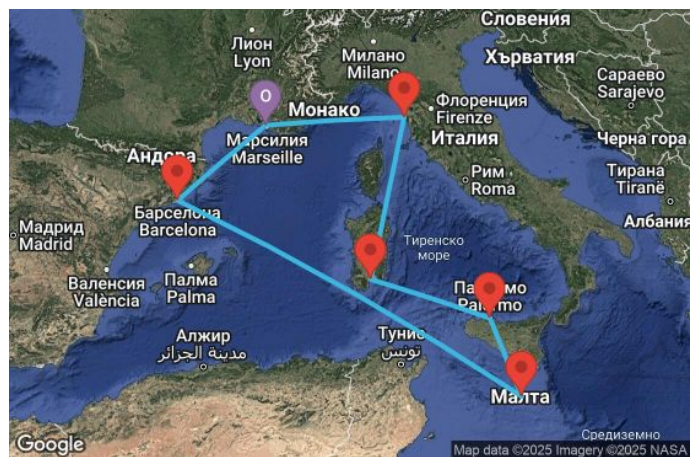 Словения
Лион
Lyon
Милано
Milano
Хърватия
Сараево
Sarajevo
O
Монако
Флоренция
Firenze
Марсилия
Marseille
Италия
Черна гора
Андора
Рим
Roma
Тирана
Tiranë
Барселона
Barcelona
Албания
Мадрид
Madrid
Тиренско
море
Валенсия
València
Палма
Palma
Алжир
مدينة الجزائر
Тунис
تونس
Малта
Средиземно
Google
Map data ©2025 Imagery ©2025 NASA